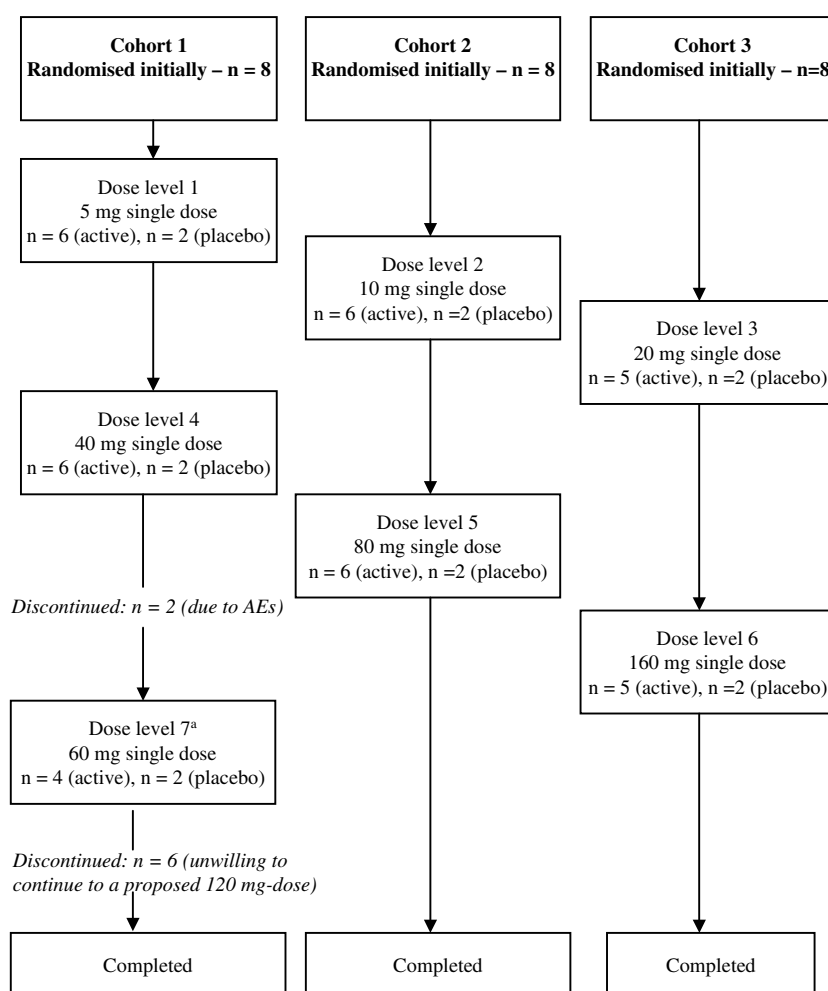 Cohort 1
Randomised initially – n = 8
Dose level 1
5 mg single dose
n = 6 (active), n = 2 (placebo)
Dose level 4
40 mg single dose
n = 6 (active), n = 2 (placebo)
Discontinued: n = 2 (due to AEs)
Dose level 7ᵃ
60 mg single dose
n = 4 (active), n = 2 (placebo)
Discontinued: n = 6 (unwilling to
continue to a proposed 120 mg-dose)
Completed
Cohort 2
Randomised initially – n = 8
Dose level 2
10 mg single dose
n = 6 (active), n =2 (placebo)
Dose level 5
80 mg single dose
n = 6 (active), n =2 (placebo)
Completed
Cohort 3
Randomised initially – n=8
Dose level 3
20 mg single dose
n = 5 (active), n =2 (placebo)
Dose level 6
160 mg single dose
n = 5 (active), n =2 (placebo)
Completed